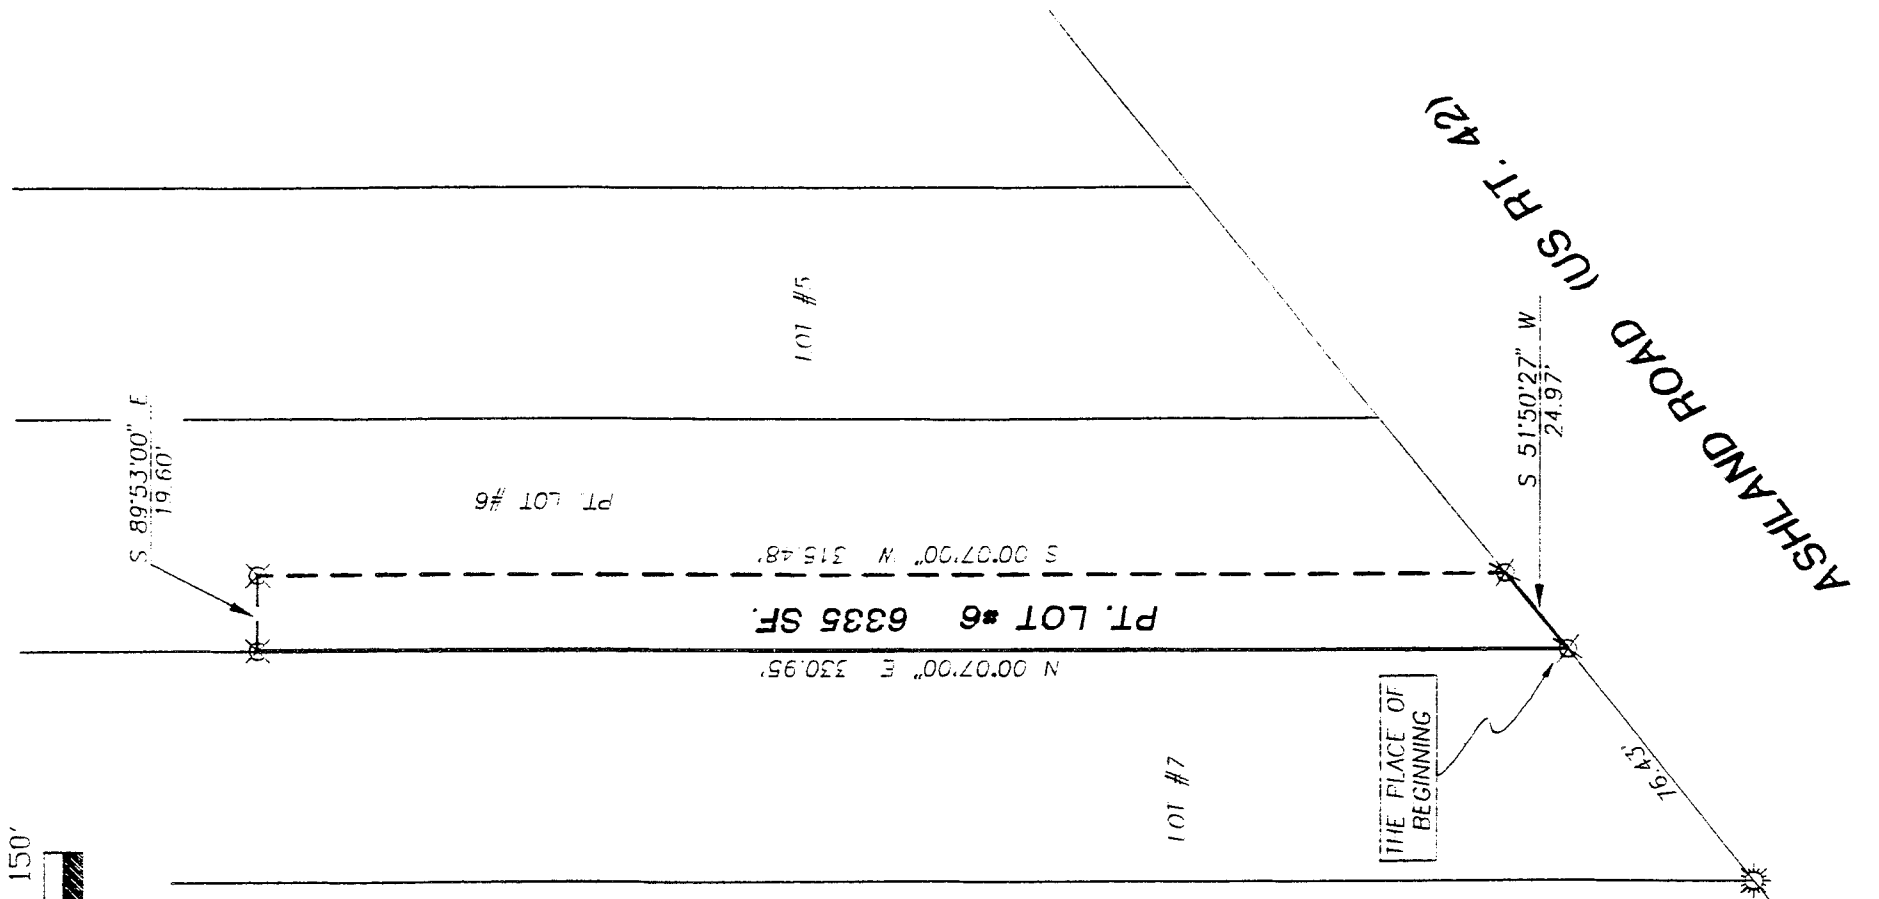 S 89°53'00" E
19.60'
LOT #5
PT. LOT #6
S 00°07'00" W 315.48'
PT. LOT #6 6335 SF.
N 00°07'00" E 330.95'
S 51°50'27" W
24.97'
ASHLAND ROAD (US RT. 42)
THE PLACE OF
BEGINNING
LOT #7
76.43'
150'